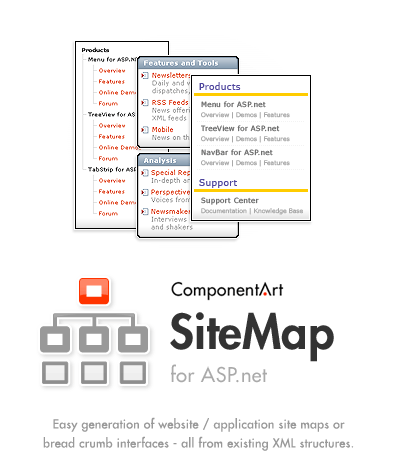 Products
Menu for ASP.N
Overview
Features
Online Demo
Forum
TreeView for A
Overview
Features
Online Demo
Forum
TabStrip for A
Overview
Features
Online Demo
Forum
Features and Tools
Newsletters
Daily and
dispatches,
RSS Feeds
News offeri
XML feeds
Mobile
News on th
Analysis
Special Rep
In-depth an
Perspective
Voices from
Newsmaker
Interviews
and shakers
Products
Menu for ASP.net
Overview | Demos | Features
TreeView for ASP.net
Overview | Demos | Features
NavBar for ASP.net
Overview | Demos | Features
Support
Support Center
Documentation | Knowledge Base
ComponentArt
SiteMap
for ASP.net
Easy generation of website / application site maps or
bread crumb interfaces - all from existing XML structures.